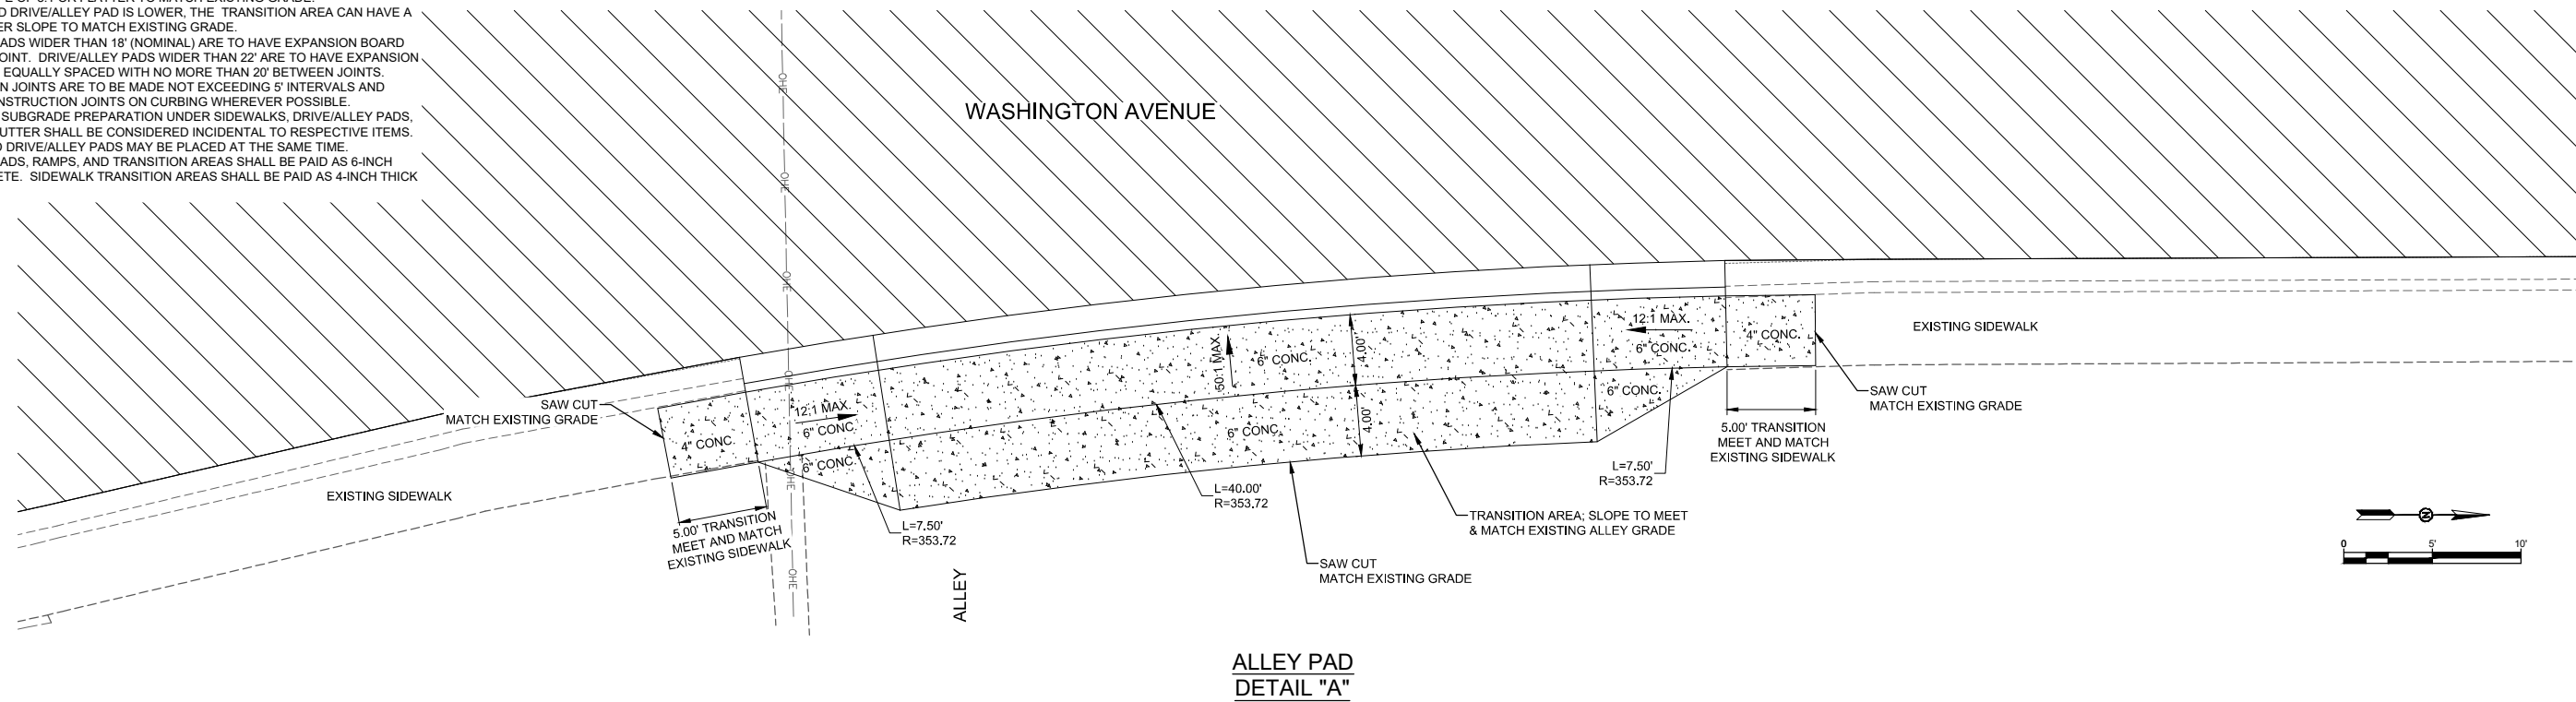 D DRIVE/ALLEY PAD IS LOWER, THE TRANSITION AREA CAN HAVE A
ER SLOPE TO MATCH EXISTING GRADE.
ADS WIDER THAN 18' (NOMINAL) ARE TO HAVE EXPANSION BOARD
OINT. DRIVE/ALLEY PADS WIDER THAN 22' ARE TO HAVE EXPANSION
EQUALLY SPACED WITH NO MORE THAN 20' BETWEEN JOINTS.
N JOINTS ARE TO BE MADE NOT EXCEEDING 5' INTERVALS AND
NSTRUCTION JOINTS ON CURBING WHEREVER POSSIBLE.
SUBGRADE PREPARATION UNDER SIDEWALKS, DRIVE/ALLEY PADS,
UTTER SHALL BE CONSIDERED INCIDENTAL TO RESPECTIVE ITEMS.
D DRIVE/ALLEY PADS MAY BE PLACED AT THE SAME TIME.
ADS, RAMPS, AND TRANSITION AREAS SHALL BE PAID AS 6-INCH
ETE. SIDEWALK TRANSITION AREAS SHALL BE PAID AS 4-INCH THICK
WASHINGTON AVENUE
OHE
OHE
OHE
OHE
OHE
OHE
SAW CUT
MATCH EXISTING GRADE
4" CONC.
12:1 MAX.
6" CONC.
6" CONC.
EXISTING SIDEWALK
5.00' TRANSITION
MEET AND MATCH
EXISTING SIDEWALK
L=7.50'
R=353.72
ALLEY
50:1 MAX.
6" CONC.
4.00'
4.00'
6" CONC.
L=40.00'
R=353.72
SAW CUT
MATCH EXISTING GRADE
TRANSITION AREA; SLOPE TO MEET
& MATCH EXISTING ALLEY GRADE
12:1 MAX.
6" CONC.
6" CONC.
4" CONC.
L=7.50'
R=353.72
5.00' TRANSITION
MEET AND MATCH
EXISTING SIDEWALK
SAW CUT
MATCH EXISTING GRADE
EXISTING SIDEWALK
N
0 5' 10'
ALLEY PAD
DETAIL "A"